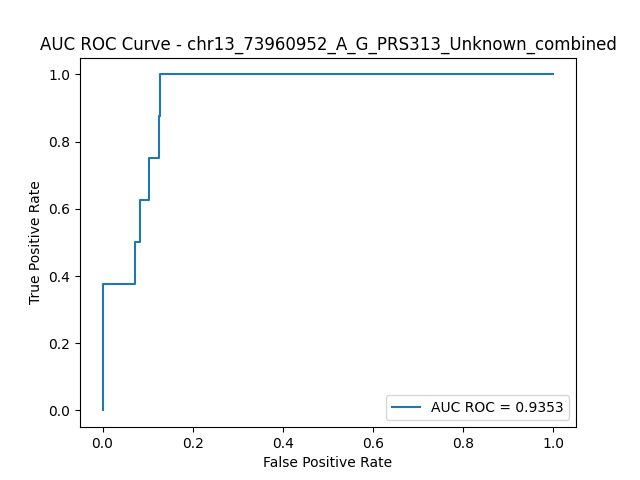 AUC ROC Curve - chr13_73960952_A_G_PRS313_Unknown_combined
1.0
0.8
0.6
0.4
0.2
0.0
True Positive Rate
AUC ROC = 0.9353
0.0 0.2 0.4 0.6 0.8 1.0
False Positive Rate